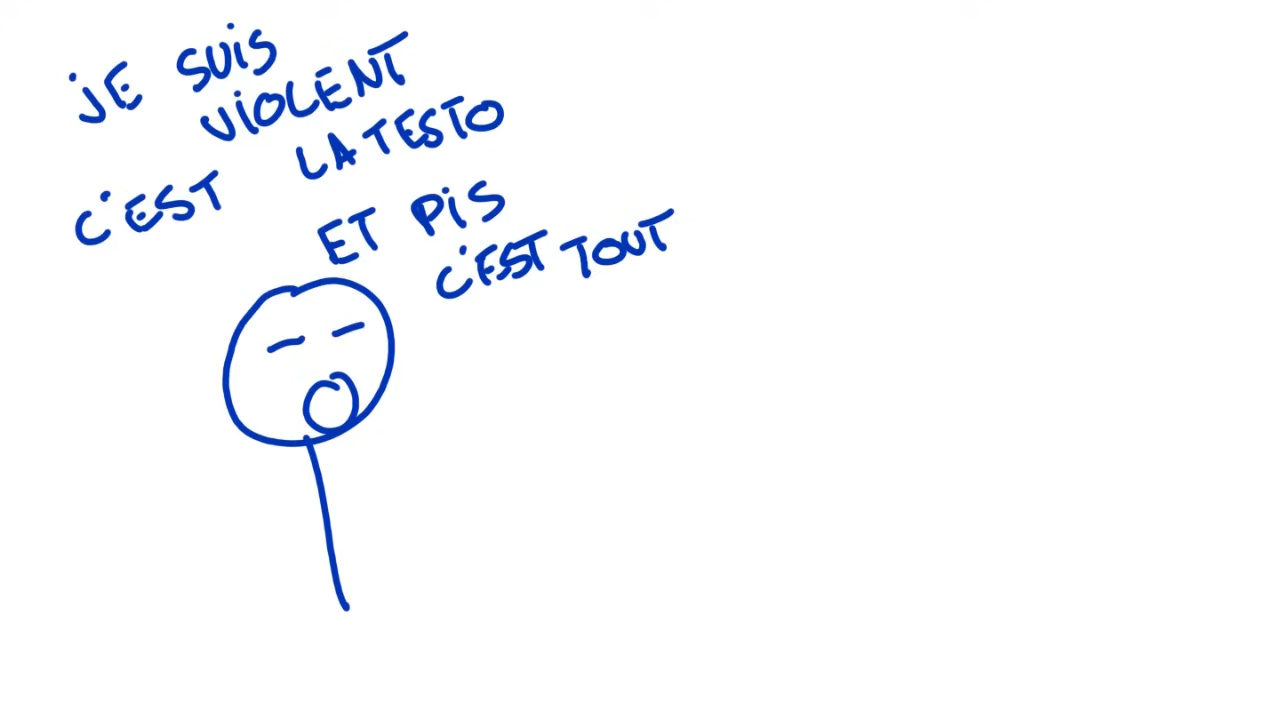 JE SUIS
VIOLENT
C'EST LA TESTO
ET PIS
C'EST TOUT